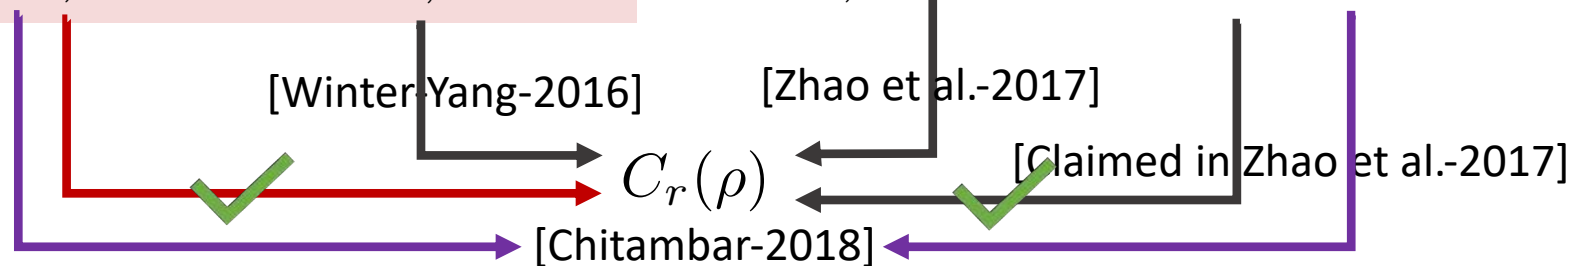 [Winter-Yang-2016]
[Zhao et al.-2017]
[Claimed in Zhao et al.-2017]
C_r(ρ)
[Chitambar-2018]